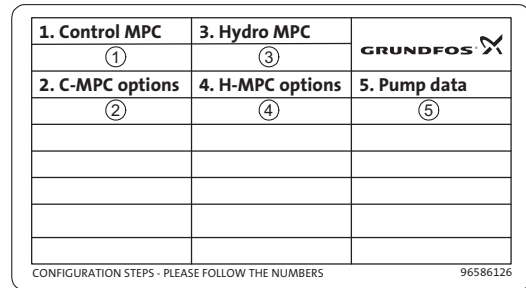 1. Control MPC 3. Hydro MPC GRUNDFOS
① ③
2. C-MPC options 4. H-MPC options 5. Pump data
② ④ ⑤
CONFIGURATION STEPS - PLEASE FOLLOW THE NUMBERS 96586126